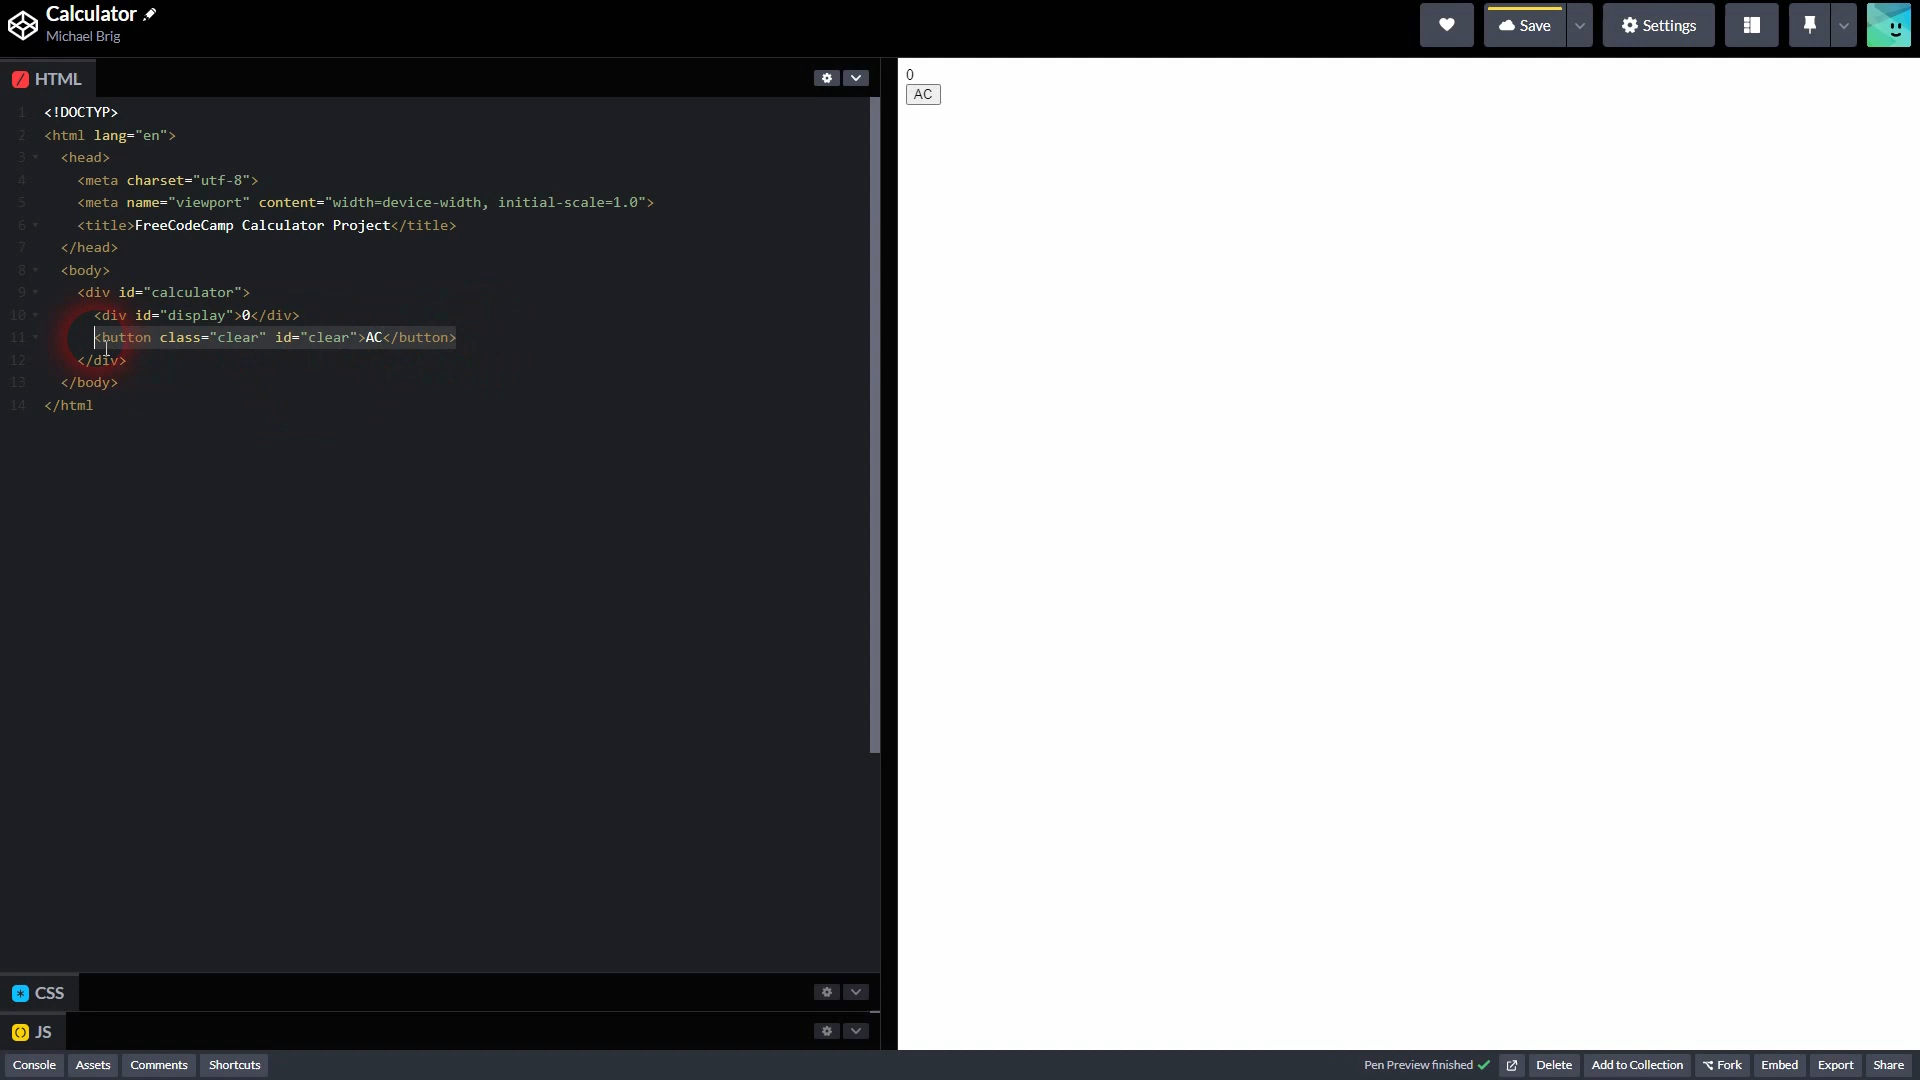 Calculator
Michael Brig
Save
Settings
HTML
1 <!DOCTYP>
2 <html lang="en">
3 <head>
4 <meta charset="utf-8">
5 <meta name="viewport" content="width=device-width, initial-scale=1.0">
6 <title>FreeCodeCamp Calculator Project</title>
7 </head>
8 <body>
9 <div id="calculator">
10 <div id="display">0</div>
11 <button class="clear" id="clear">AC</button>
12 </div>
13 </body>
14 </html
0
AC
CSS
JS
Console Assets Comments Shortcuts Pen Preview finished Delete Add to Collection Fork Embed Export Share